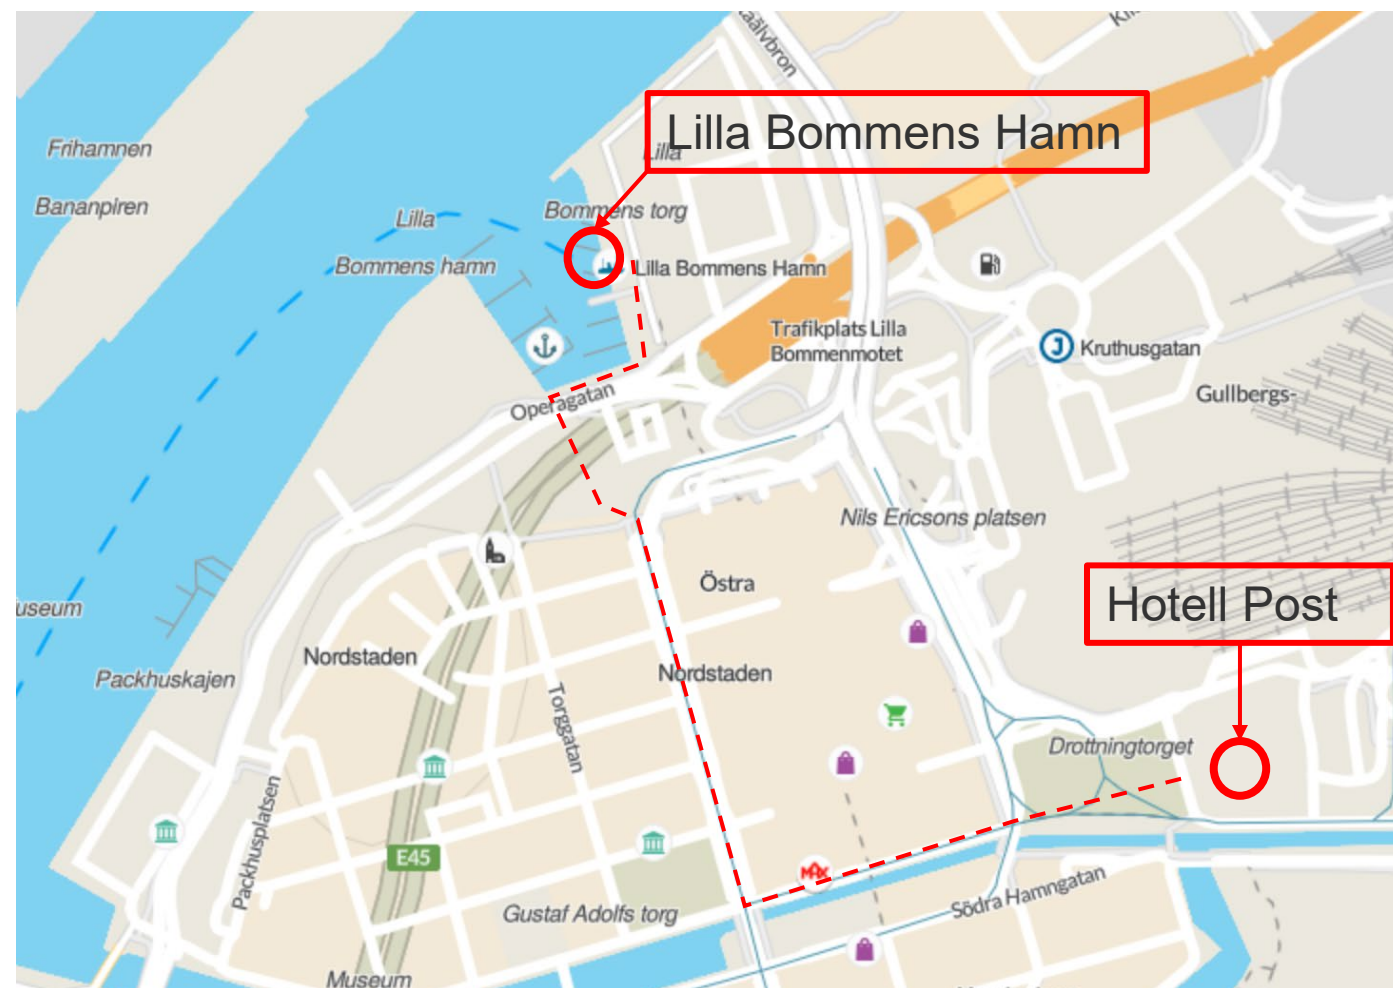 aälvbron
Lilla Bommens Hamn
Lilla
Frihamnen
Bananpiren
Lilla
Bommens torg
Bommens hamn
Lilla Bommens Hamn
Trafikplats Lilla
Bommenmotet
J
Kruthusgatan
Gullbergs-
Operagatan
Nils Ericsons platsen
Östra
Hotell Post
useum
Nordstaden
Nordstaden
Packhuskajen
Torggatan
Drottningtorget
Packhusplatsen
E45
MAX
Södra Hamngatan
Gustaf Adolfs torg
Museum